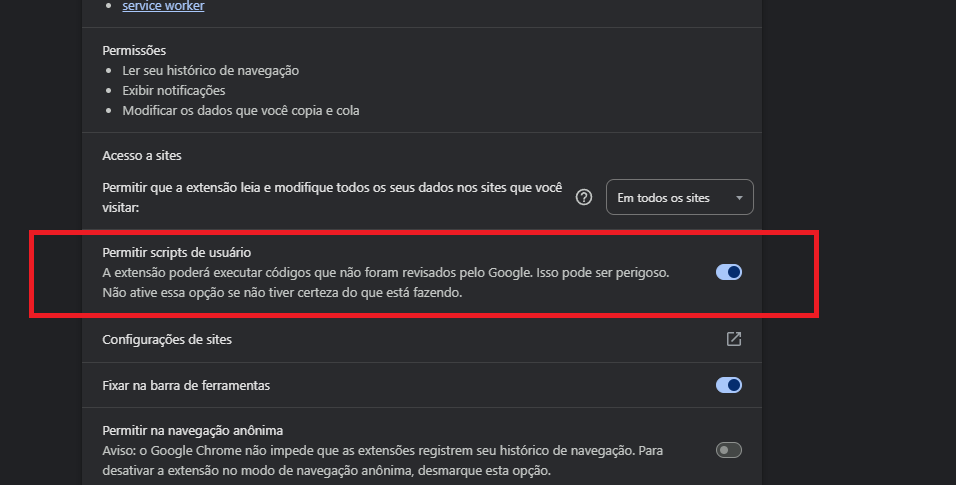 service worker
Permissões
Ler seu histórico de navegação
Exibir notificações
Modificar os dados que você copia e cola
Acesso a sites
Permitir que a extensão leia e modifique todos os seus dados nos sites que você
visitar:
Em todos os sites
Permitir scripts de usuário
A extensão poderá executar códigos que não foram revisados pelo Google. Isso pode ser perigoso.
Não ative essa opção se não tiver certeza do que está fazendo.
Configurações de sites
Fixar na barra de ferramentas
Permitir na navegação anônima
Aviso: o Google Chrome não impede que as extensões registrem seu histórico de navegação. Para
desativar a extensão no modo de navegação anônima, desmarque esta opção.